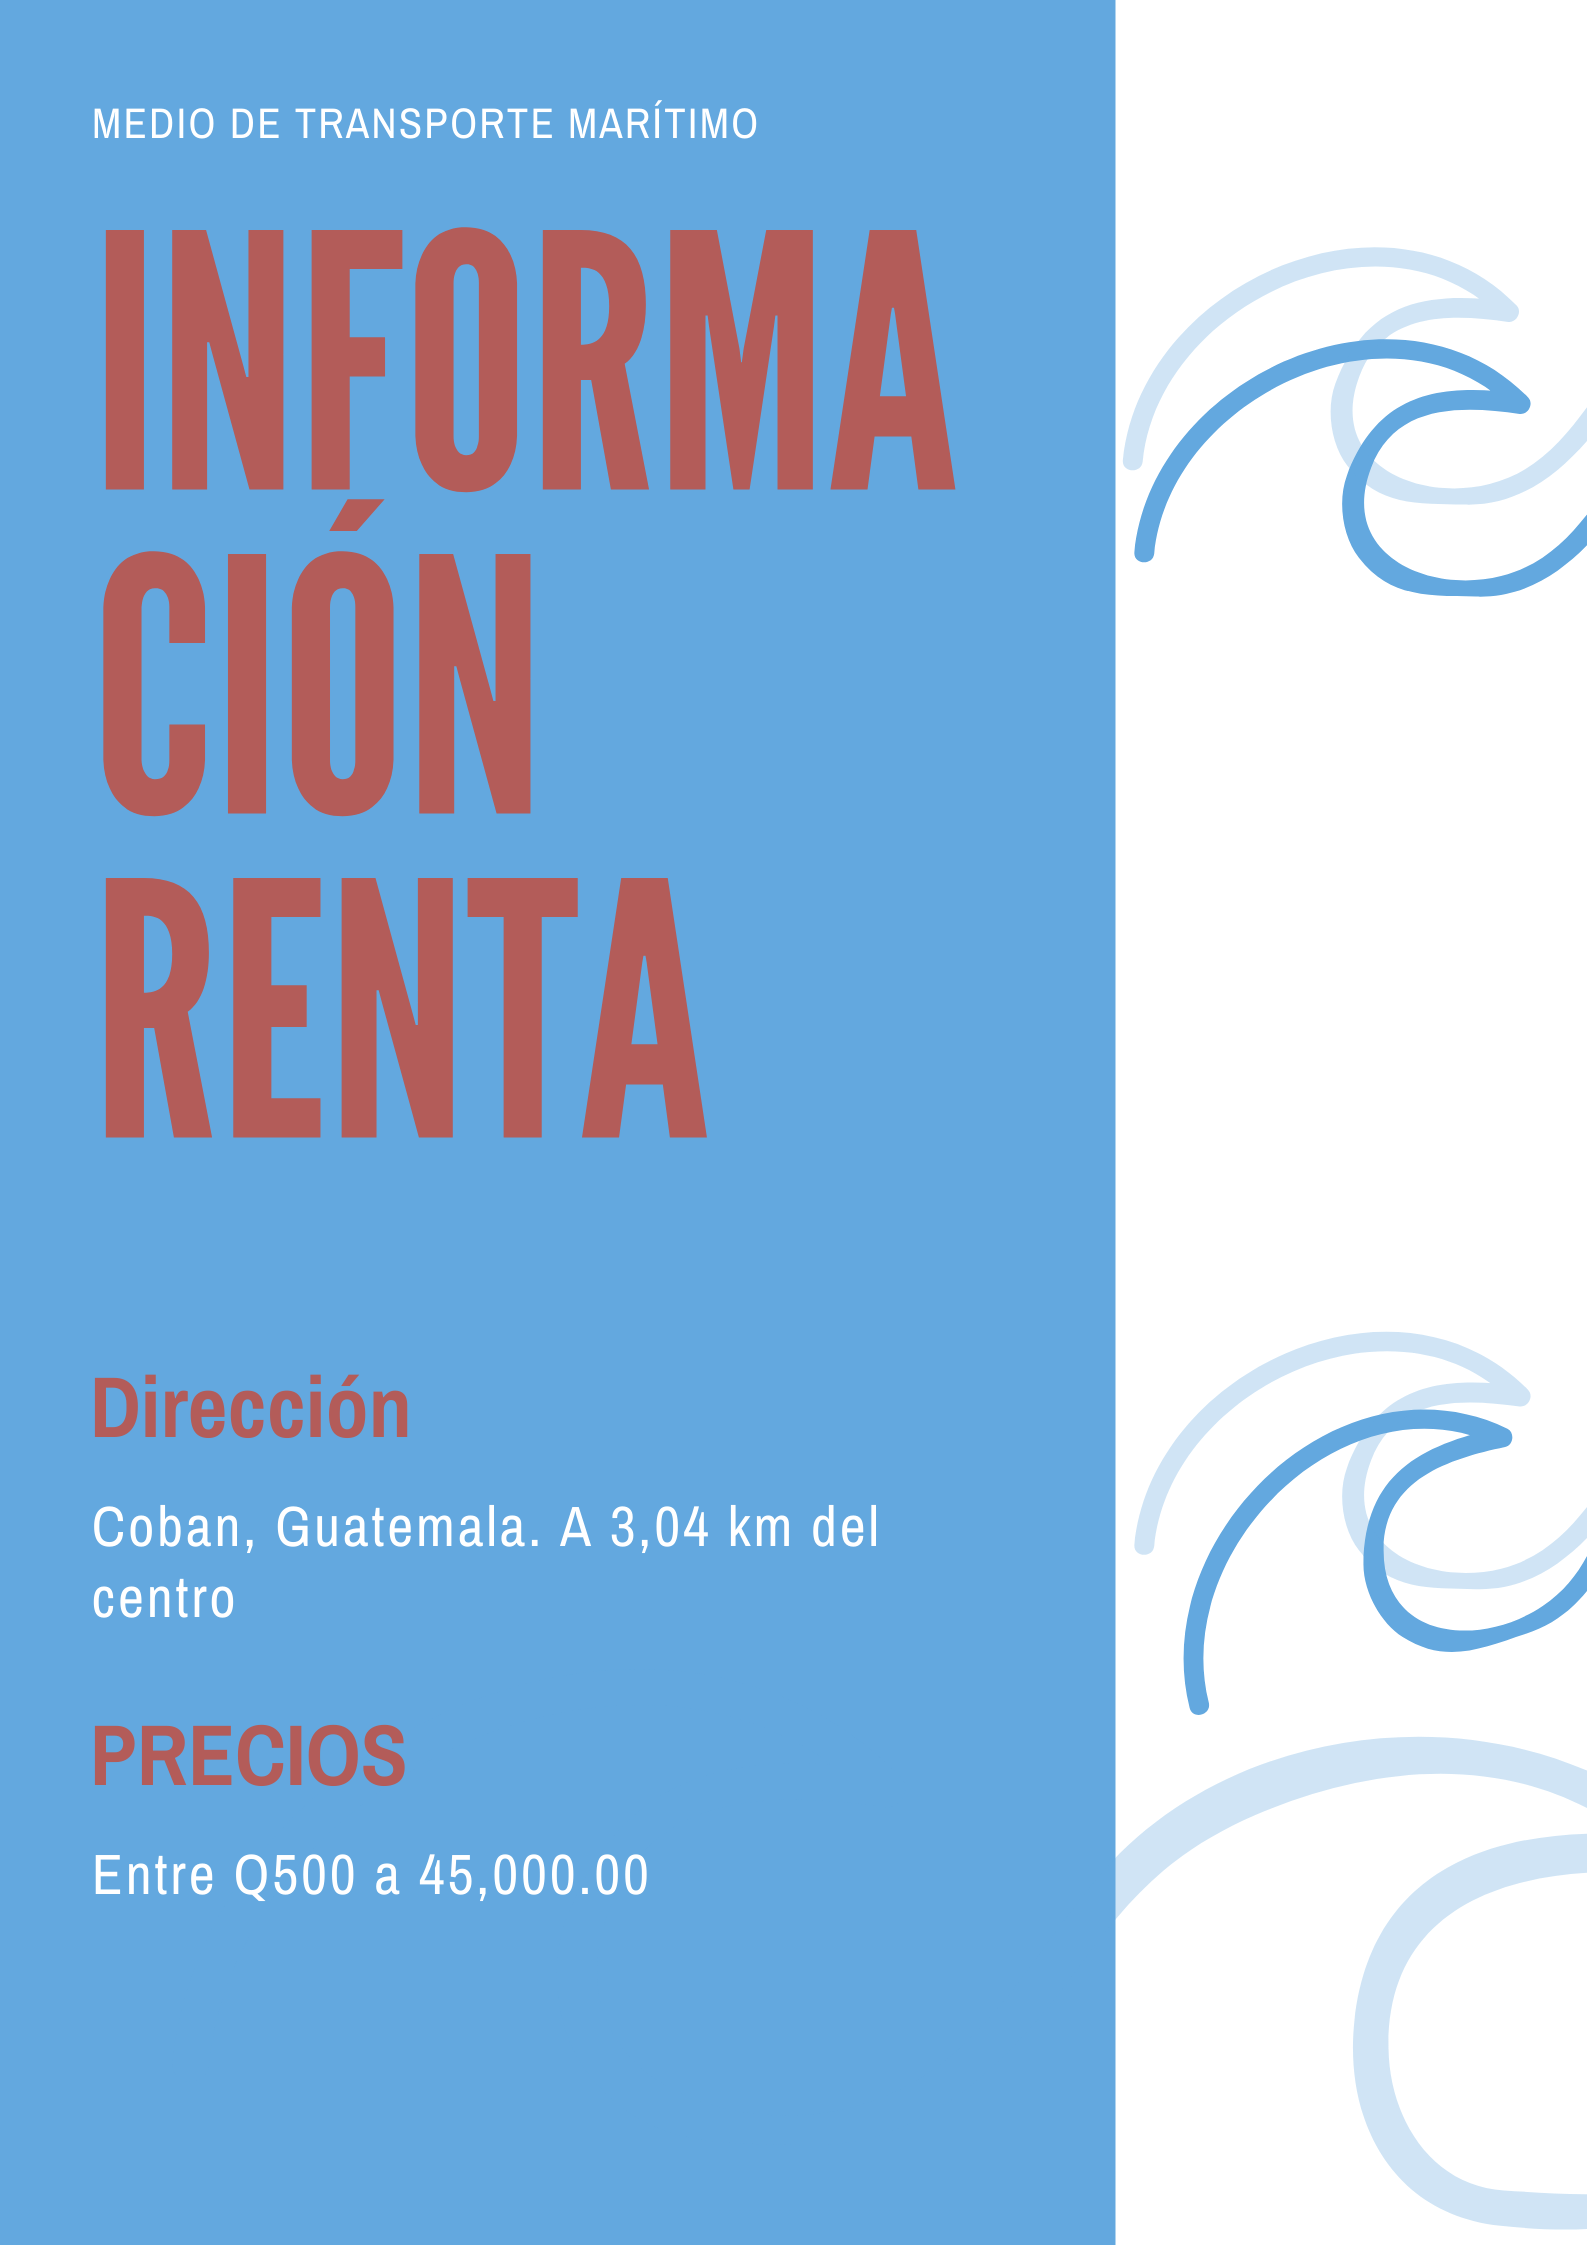 MEDIO DE TRANSPORTE MARÍTIMO
INFORMA
CIÓN
RENTA
Dirección
Coban, Guatemala. A 3,04 km del
centro
PRECIOS
Entre Q500 a 45,000.00